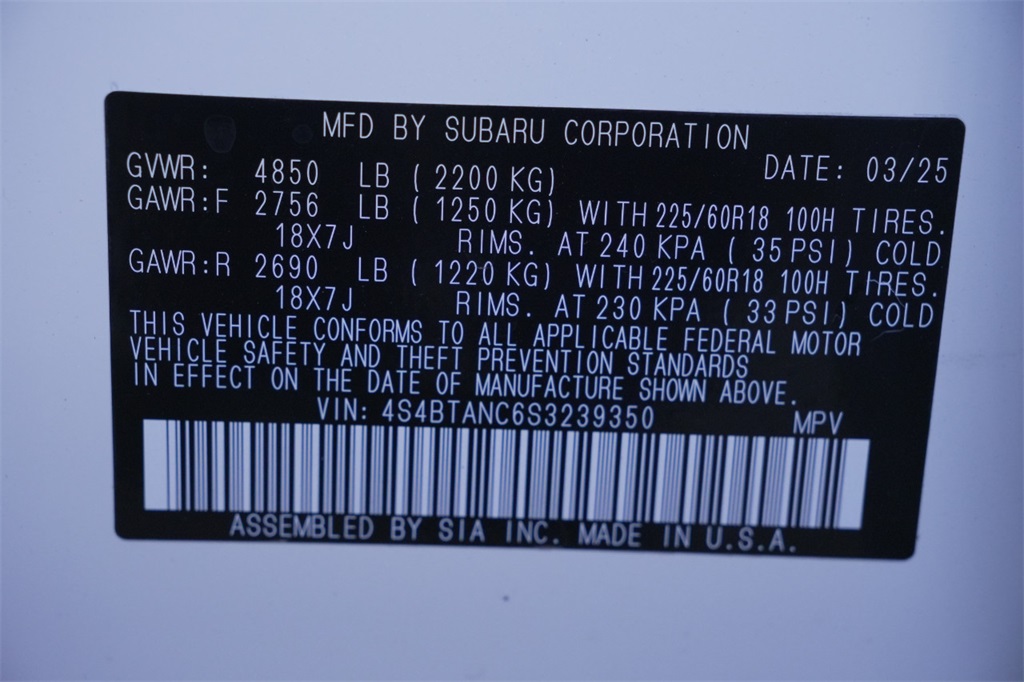 MFD BY SUBARU CORPORATION
DATE: 03/25
GVWR: 4850 LB ( 2200 KG)
GAWR:F 2756 LB ( 1250 KG) WITH 225/60R18 100H TIRES.
18X7J RIMS. AT 240 KPA ( 35 PSI) COLD
GAWR:R 2690 LB ( 1220 KG) WITH 225/60R18 100H TIRES.
18X7J RIMS. AT 230 KPA ( 33 PSI) COLD
THIS VEHICLE CONFORMS TO ALL APPLICABLE FEDERAL MOTOR
VEHICLE SAFETY AND THEFT PREVENTION STANDARDS
IN EFFECT ON THE DATE OF MANUFACTURE SHOWN ABOVE.
VIN: 4S4BTANC6S3239350 MPV
ASSEMBLED BY SIA INC. MADE IN U.S.A.